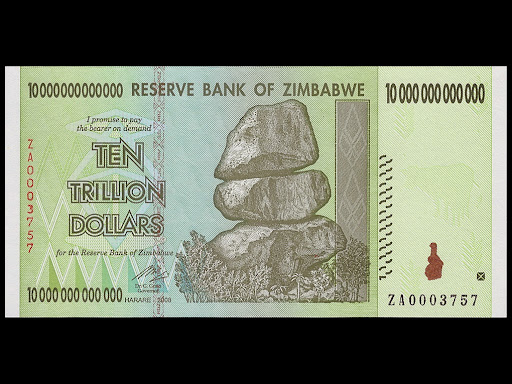 10000000000000 RESERVE BANK OF ZIMBABWE 10 000 000 000 000
I promise to pay
the bearer on demand
TEN
TRILLION
DOLLARS
for the Reserve Bank of Zimbabwe
Dr G. Gono
Governor
10 000 000 000 000 HARARE - 2008
ZA0003757
ZA0003757